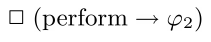 □ (perform → φ₂)